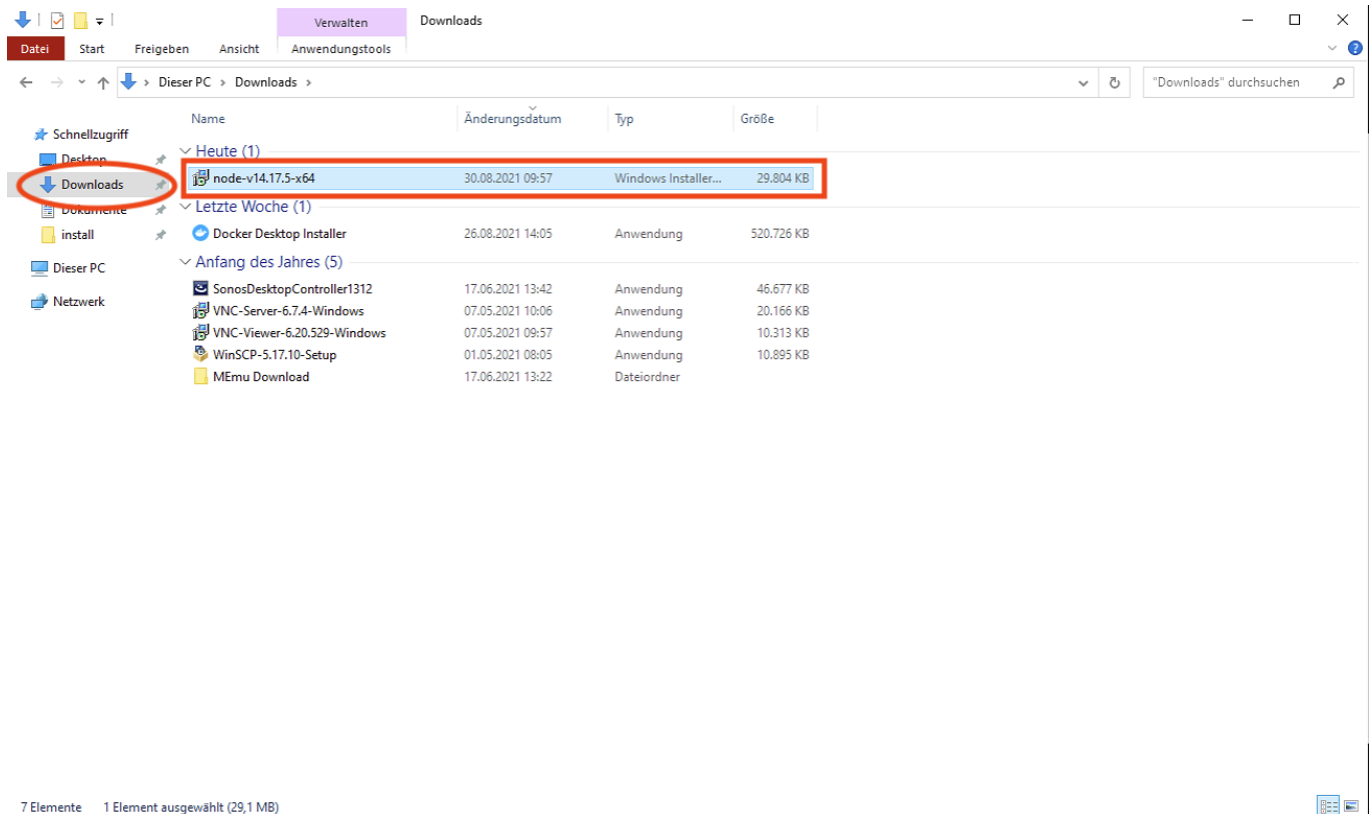 Verwalten Downloads
Datei Start Freigeben Ansicht Anwendungstools
Dieser PC > Downloads > "Downloads" durchsuchen
Name Änderungsdatum Typ Größe
Schnellzugriff
Desktop
Downloads
Dokumente
install
Dieser PC
Netzwerk
Heute (1)
node-v14.17.5-x64 30.08.2021 09:57 Windows Installer... 29.804 KB
Letzte Woche (1)
Docker Desktop Installer 26.08.2021 14:05 Anwendung 520.726 KB
Anfang des Jahres (5)
SonosDesktopController1312 17.06.2021 13:42 Anwendung 46.677 KB
VNC-Server-6.7.4-Windows 07.05.2021 10:06 Anwendung 20.166 KB
VNC-Viewer-6.20.529-Windows 07.05.2021 09:57 Anwendung 10.313 KB
WinSCP-5.17.10-Setup 01.05.2021 08:05 Anwendung 10.895 KB
MEmu Download 17.06.2021 13:22 Dateiordner
7 Elemente 1 Element ausgewählt (29,1 MB)